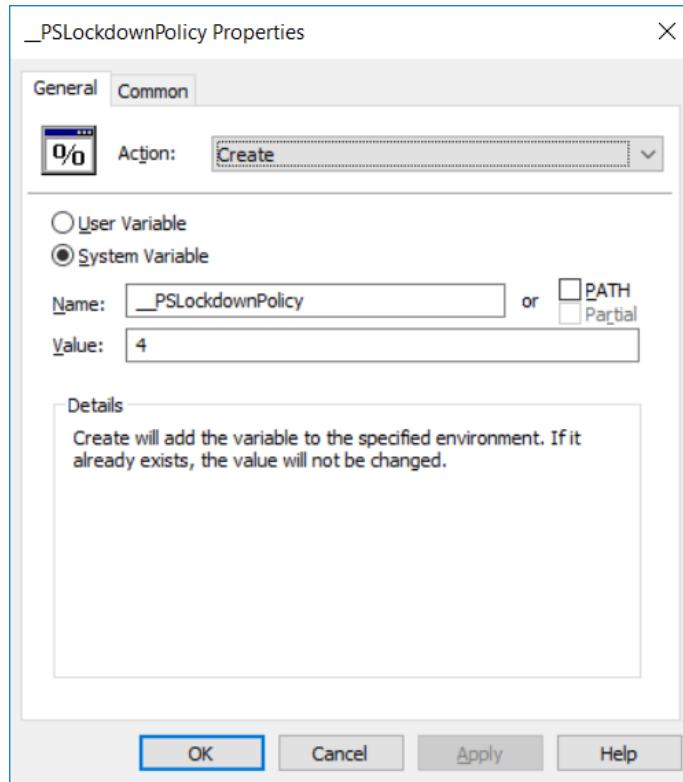 __PSLockdownPolicy Properties
General
Common
%
Action:
Create
User Variable
System Variable
Name:
__PSLockdownPolicy
or
PATH
Partial
Value:
4
Details
Create will add the variable to the specified environment. If it
already exists, the value will not be changed.
OK
Cancel
Apply
Help